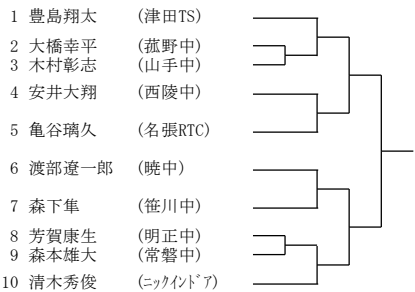 1 豊島翔太 (津田TS)
2 大橋幸平 (菰野中)
3 木村彰志 (山手中)
4 安井大翔 (西陵中)
5 亀谷璃久 (名張RTC)
6 渡部遼一郎 (暁中)
7 森下隼 (笹川中)
8 芳賀康生 (明正中)
9 森本雄大 (常磐中)
10 清木秀俊 (ニックインドア)